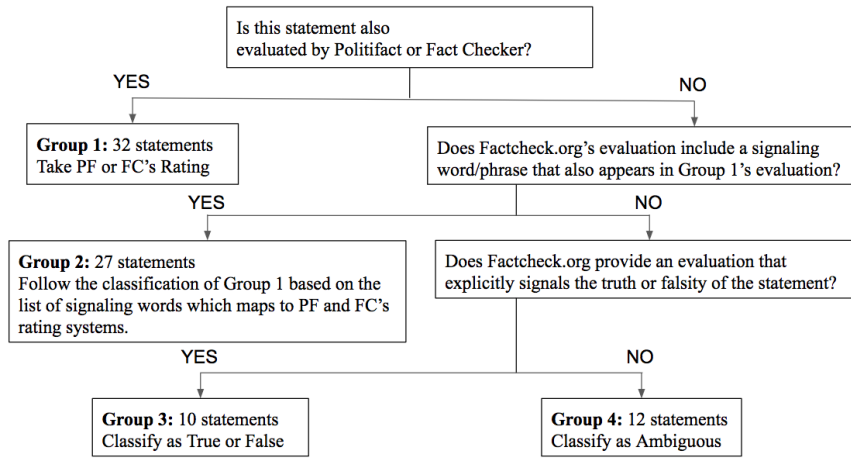 Is this statement also
evaluated by Politifact or Fact Checker?
YES
NO
Group 1: 32 statements
Take PF or FC's Rating
Does Factcheck.org's evaluation include a signaling
word/phrase that also appears in Group 1's evaluation?
YES
NO
Group 2: 27 statements
Follow the classification of Group 1 based on the
list of signaling words which maps to PF and FC's
rating systems.
Does Factcheck.org provide an evaluation that
explicitly signals the truth or falsity of the statement?
YES
NO
Group 3: 10 statements
Classify as True or False
Group 4: 12 statements
Classify as Ambiguous